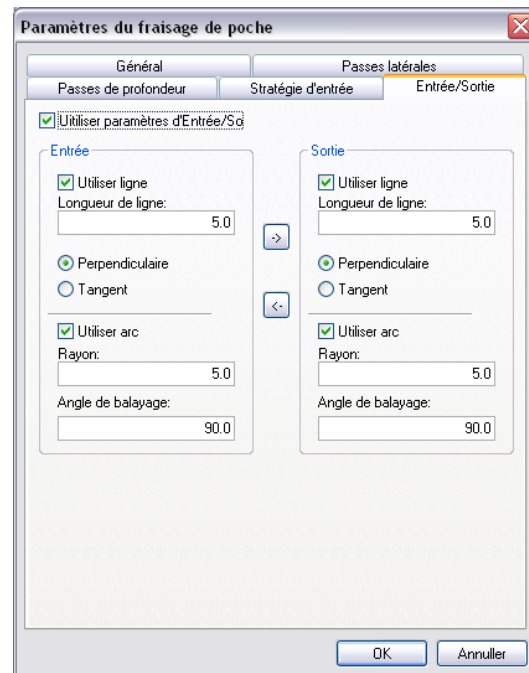 Paramètres du fraisage de poche
Général
Passes latérales
Passes de profondeur
Stratégie d'entrée
Entrée/Sortie
Uitiliser paramètres d'Entrée/So
Entrée
Utiliser ligne
Longueur de ligne:
5.0
Perpendiculaire
Tangent
Utiliser arc
Rayon:
5.0
Angle de balayage:
90.0
->
<-
Sortie
Utiliser ligne
Longueur de ligne:
5.0
Perpendiculaire
Tangent
Utiliser arc
Rayon:
5.0
Angle de balayage:
90.0
OK
Annuller